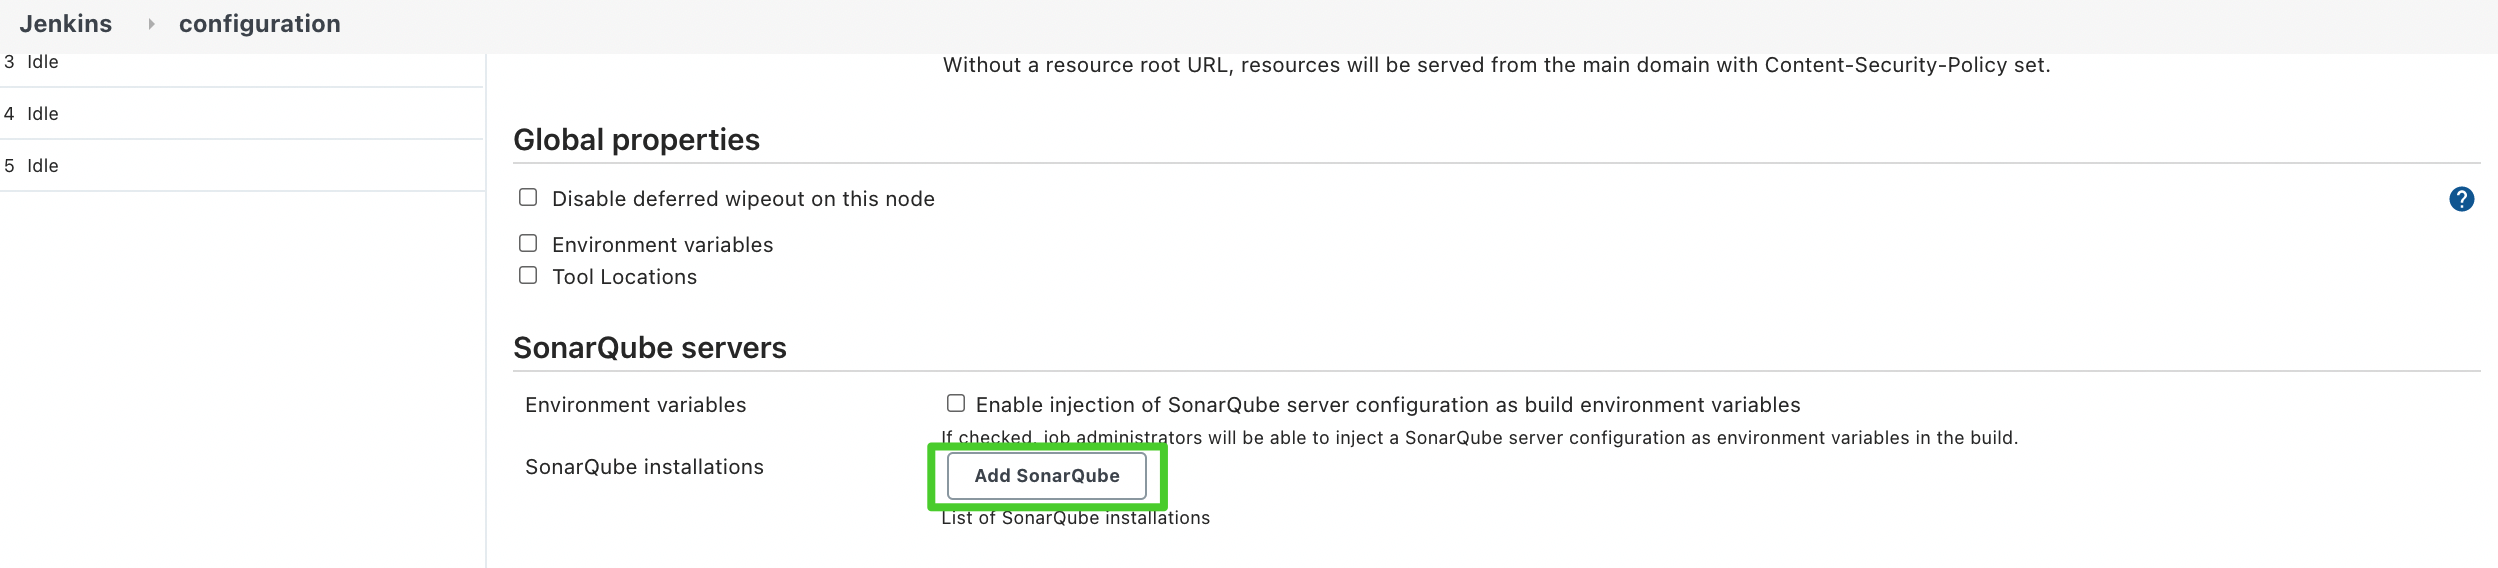 Jenkins configuration
3 Idle
4 Idle
5 Idle
Without a resource root URL, resources will be served from the main domain with Content-Security-Policy set.
Global properties
Disable deferred wipeout on this node
?
Environment variables
Tool Locations
SonarQube servers
Environment variables
Enable injection of SonarQube server configuration as build environment variables
If checked, job administrators will be able to inject a SonarQube server configuration as environment variables in the build.
SonarQube installations
Add SonarQube
List of SonarQube installations